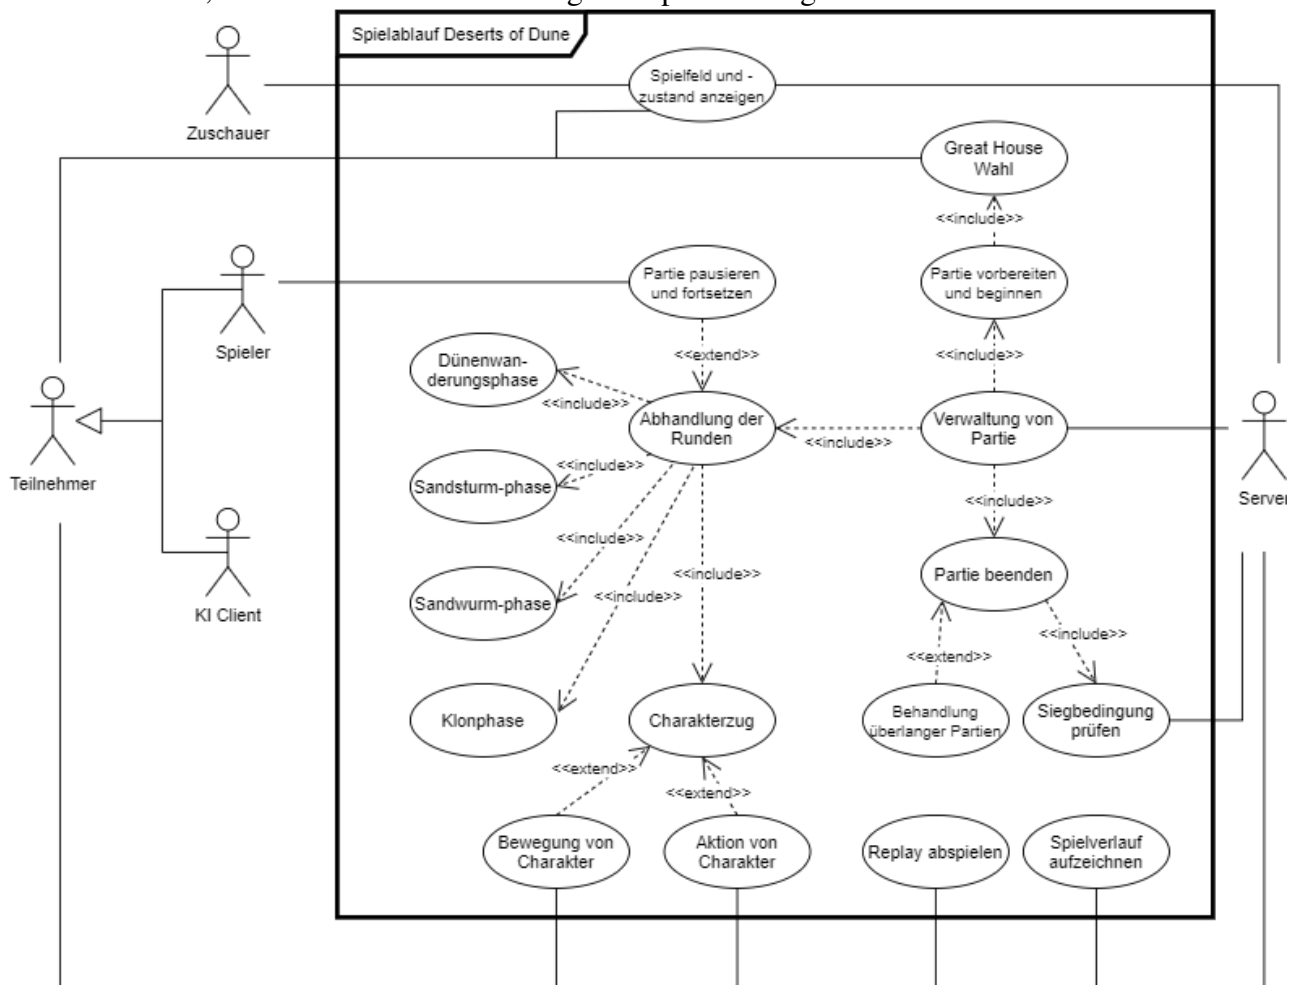 Spielablauf Deserts of Dune
Spielfeld und -
zustand anzeigen
Zuschauer
Great House
Wahl
<<include>>
Partie pausieren
und fortsetzen
Partie vorbereiten
und beginnen
Spieler
<<extend>>
<<include>>
Dünenwan-
derungsphase
<<include>>
Abhandlung der
Runden
<<include>>
Verwaltung von
Partie
Teilnehmer
Sandsturm-phase
<<include>>
<<include>>
Server
<<include>>
<<include>>
<<include>>
Partie beenden
Sandwurm-phase
KI Client
<<include>>
<<extend>>
Klonphase
Charakterzug
Behandlung
überlanger Partien
Siegbedingung
prüfen
<<extend>>
<<extend>>
Bewegung von
Charakter
Aktion von
Charakter
Replay abspielen
Spielverlauf
aufzeichnen